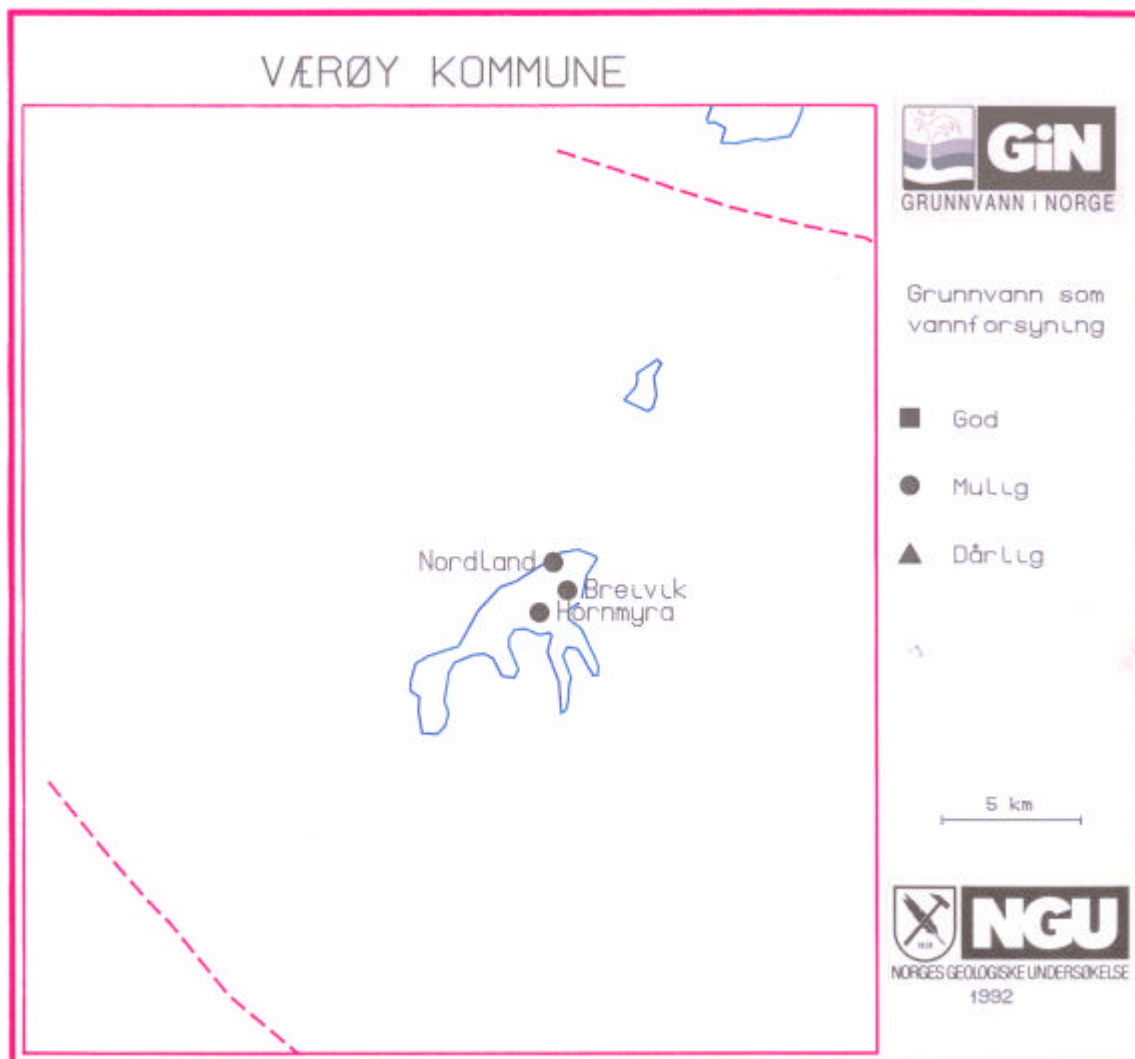 VÆRØY KOMMUNE
GiN
GRUNNVANN i NORGE
Grunnvann som
vannforsyning
God
Mulig
Dårlig
Nordland
Breivik
Hornmyra
5 km
NGU
NORGES GEOLOGISKE UNDERSØKELSE
1992